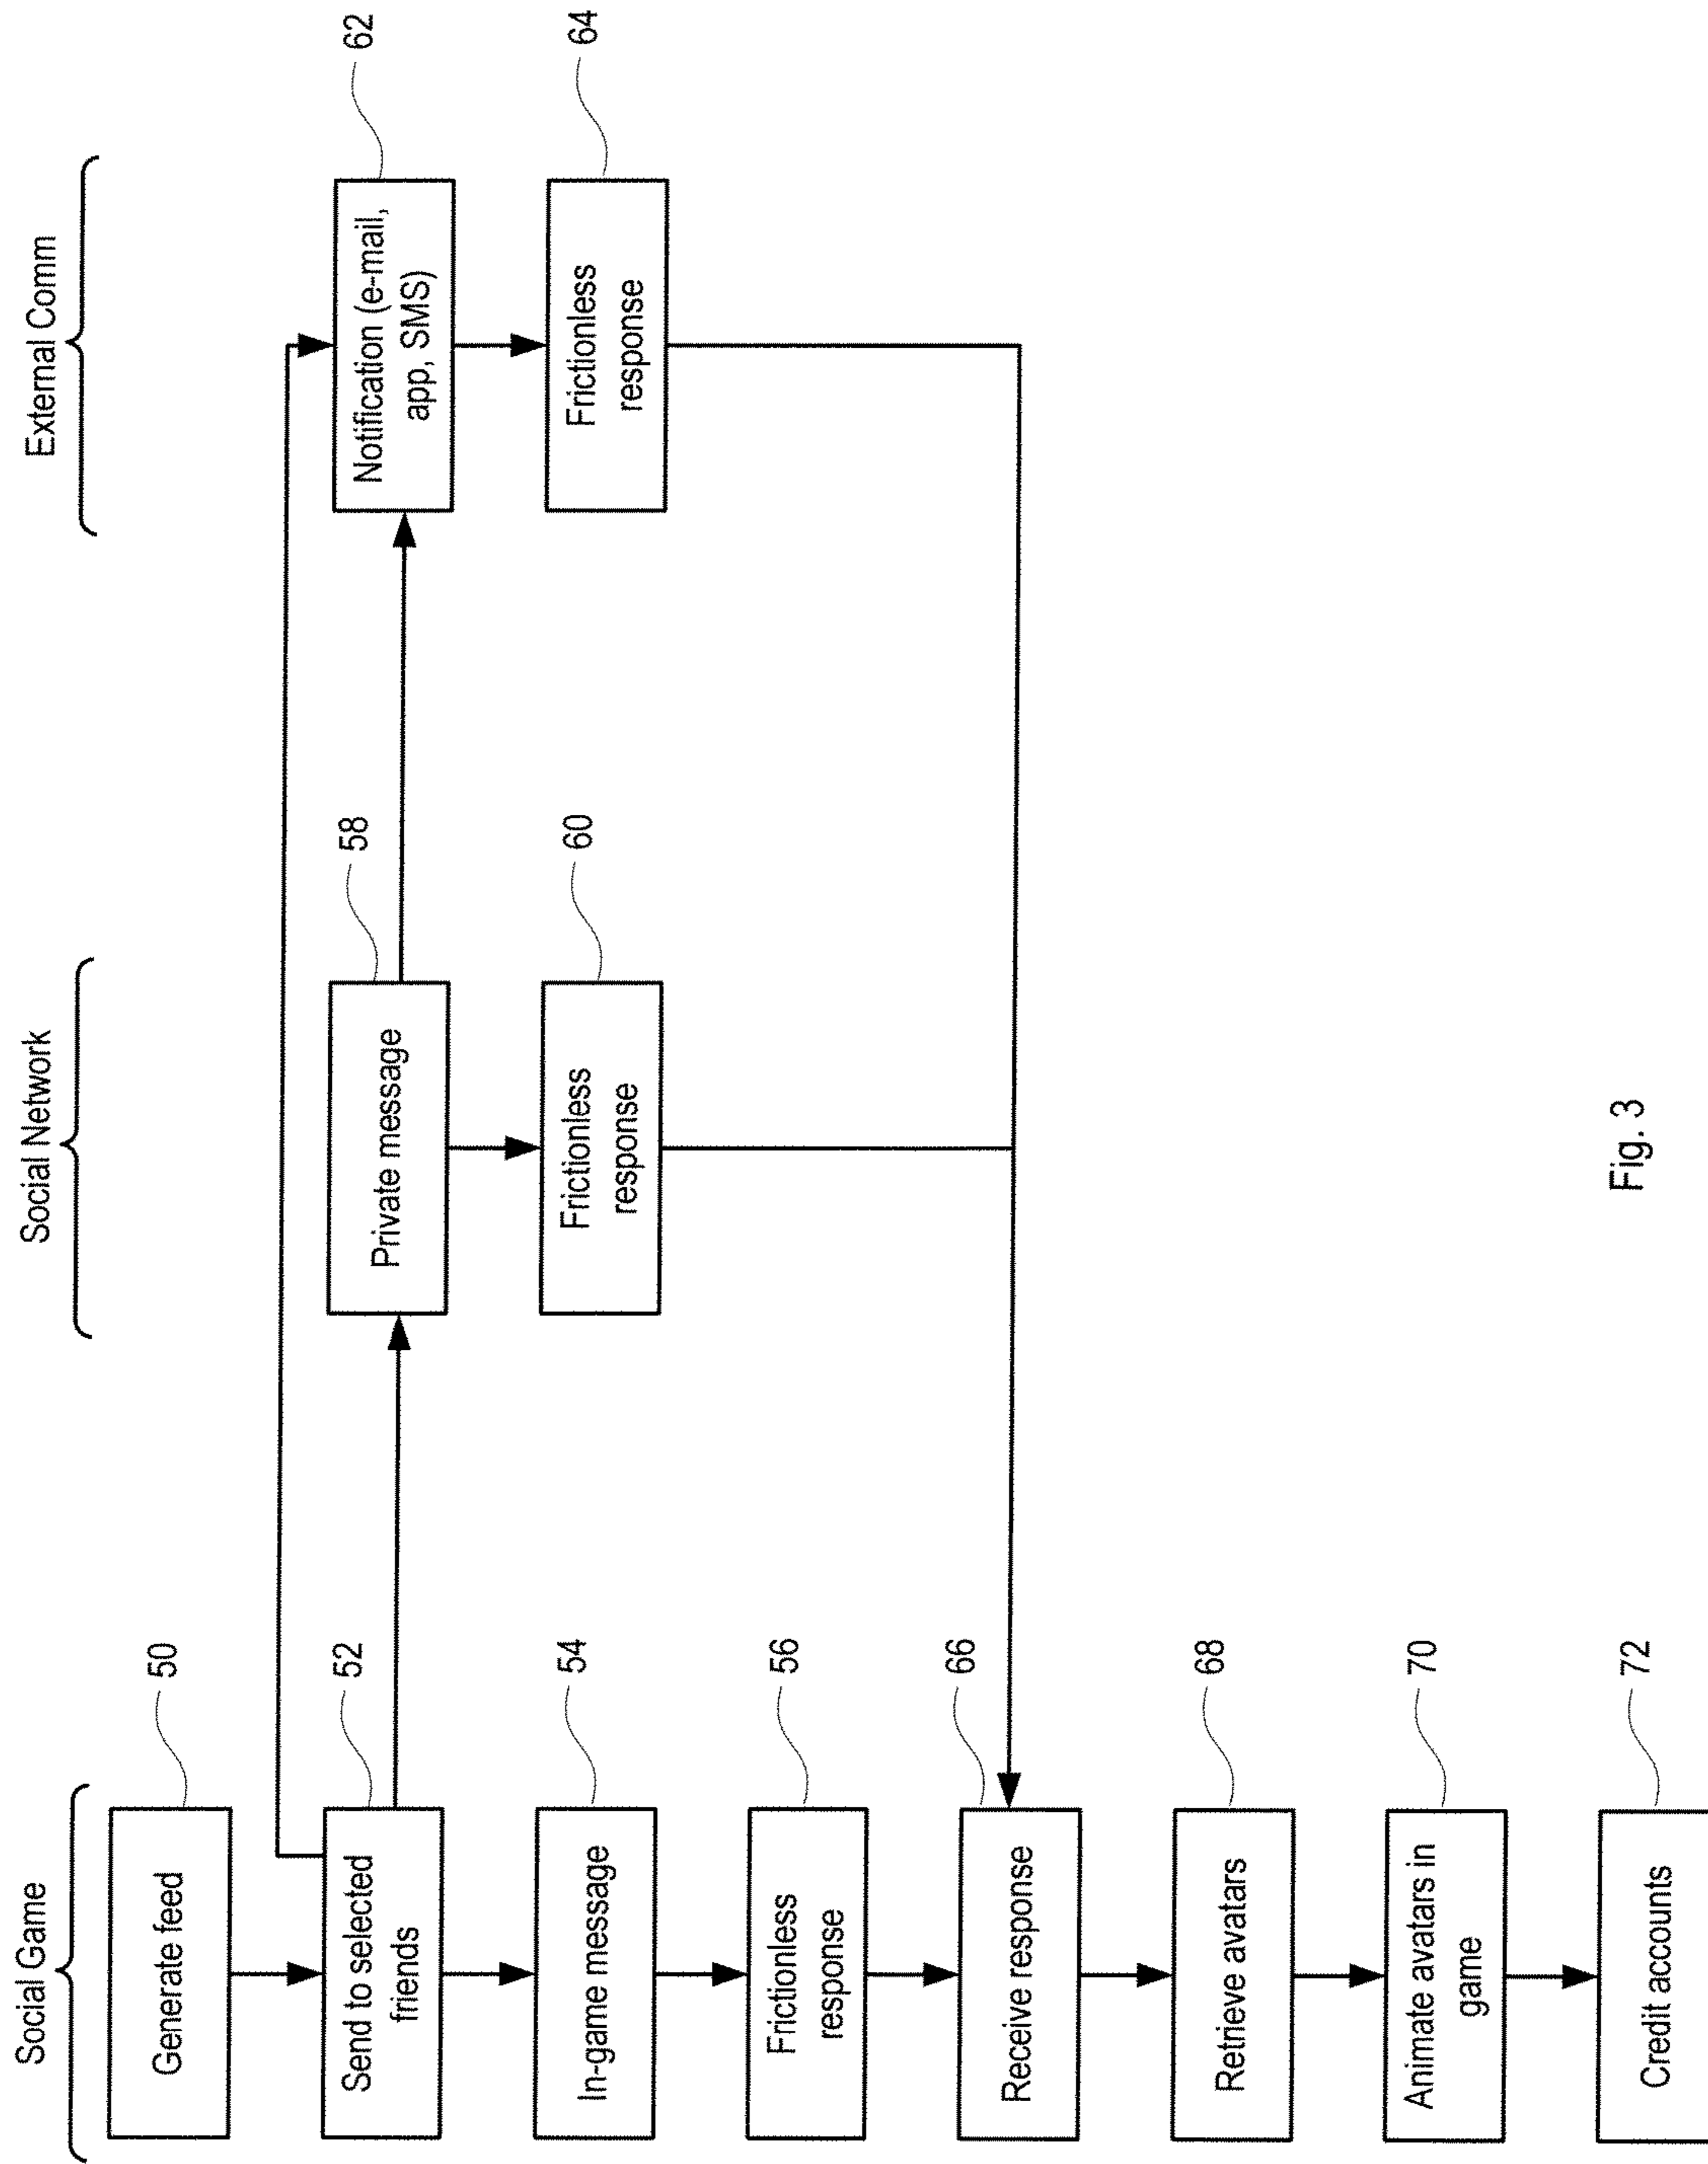 Social Game
Social Network
External Comm
Generate feed
50
Send to selected
friends
52
Private message
58
Notification (e-mail,
app, SMS)
62
In-game message
54
Frictionless
response
60
Frictionless
response
64
Frictionless
response
56
Receive response
66
Retrieve avatars
68
Animate avatars in
game
70
Credit accounts
72
Fig. 3